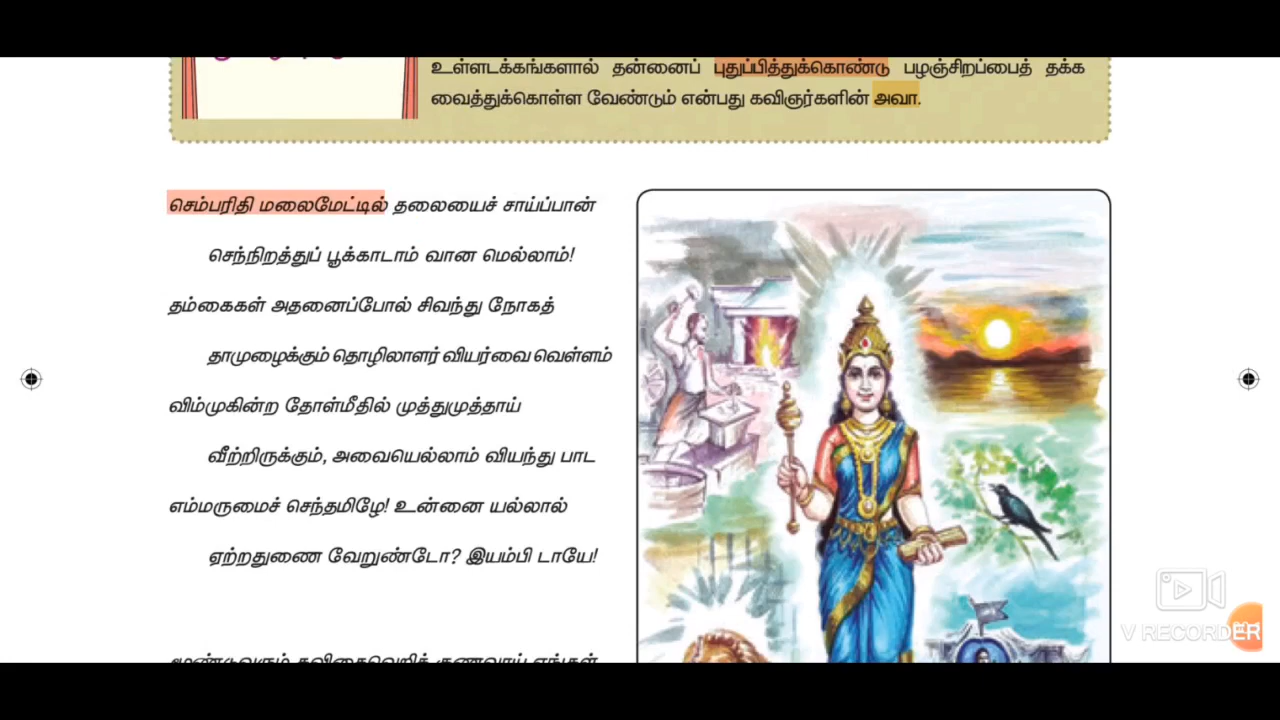 உள்ளடக்கங்களால் தன்னைப் புதுப்பித்துக்கொண்டு பழஞ்சிறப்பைத் தக்க
வைத்துக்கொள்ள வேண்டும் என்பது கவிஞர்களின் அவா.
செம்பரிதி மலைமேட்டில் தலையைச் சாய்ப்பான்
செந்நிறத்துப் பூக்காடாம் வான மெல்லாம்!
தம்கைகள் அதனைப்போல் சிவந்து நோகத்
தாமுழைக்கும் தொழிலாளர் வியர்வை வெள்ளம்
விம்முகின்ற தோள்மீதில் முத்துமுத்தாய்
வீற்றிருக்கும், அவையெல்லாம் வியந்து பாட
எம்மருமைச் செந்தமிழே! உன்னை யல்லால்
ஏற்றதுணை வேறுண்டோ? இயம்பி டாயே!
V RECORDER